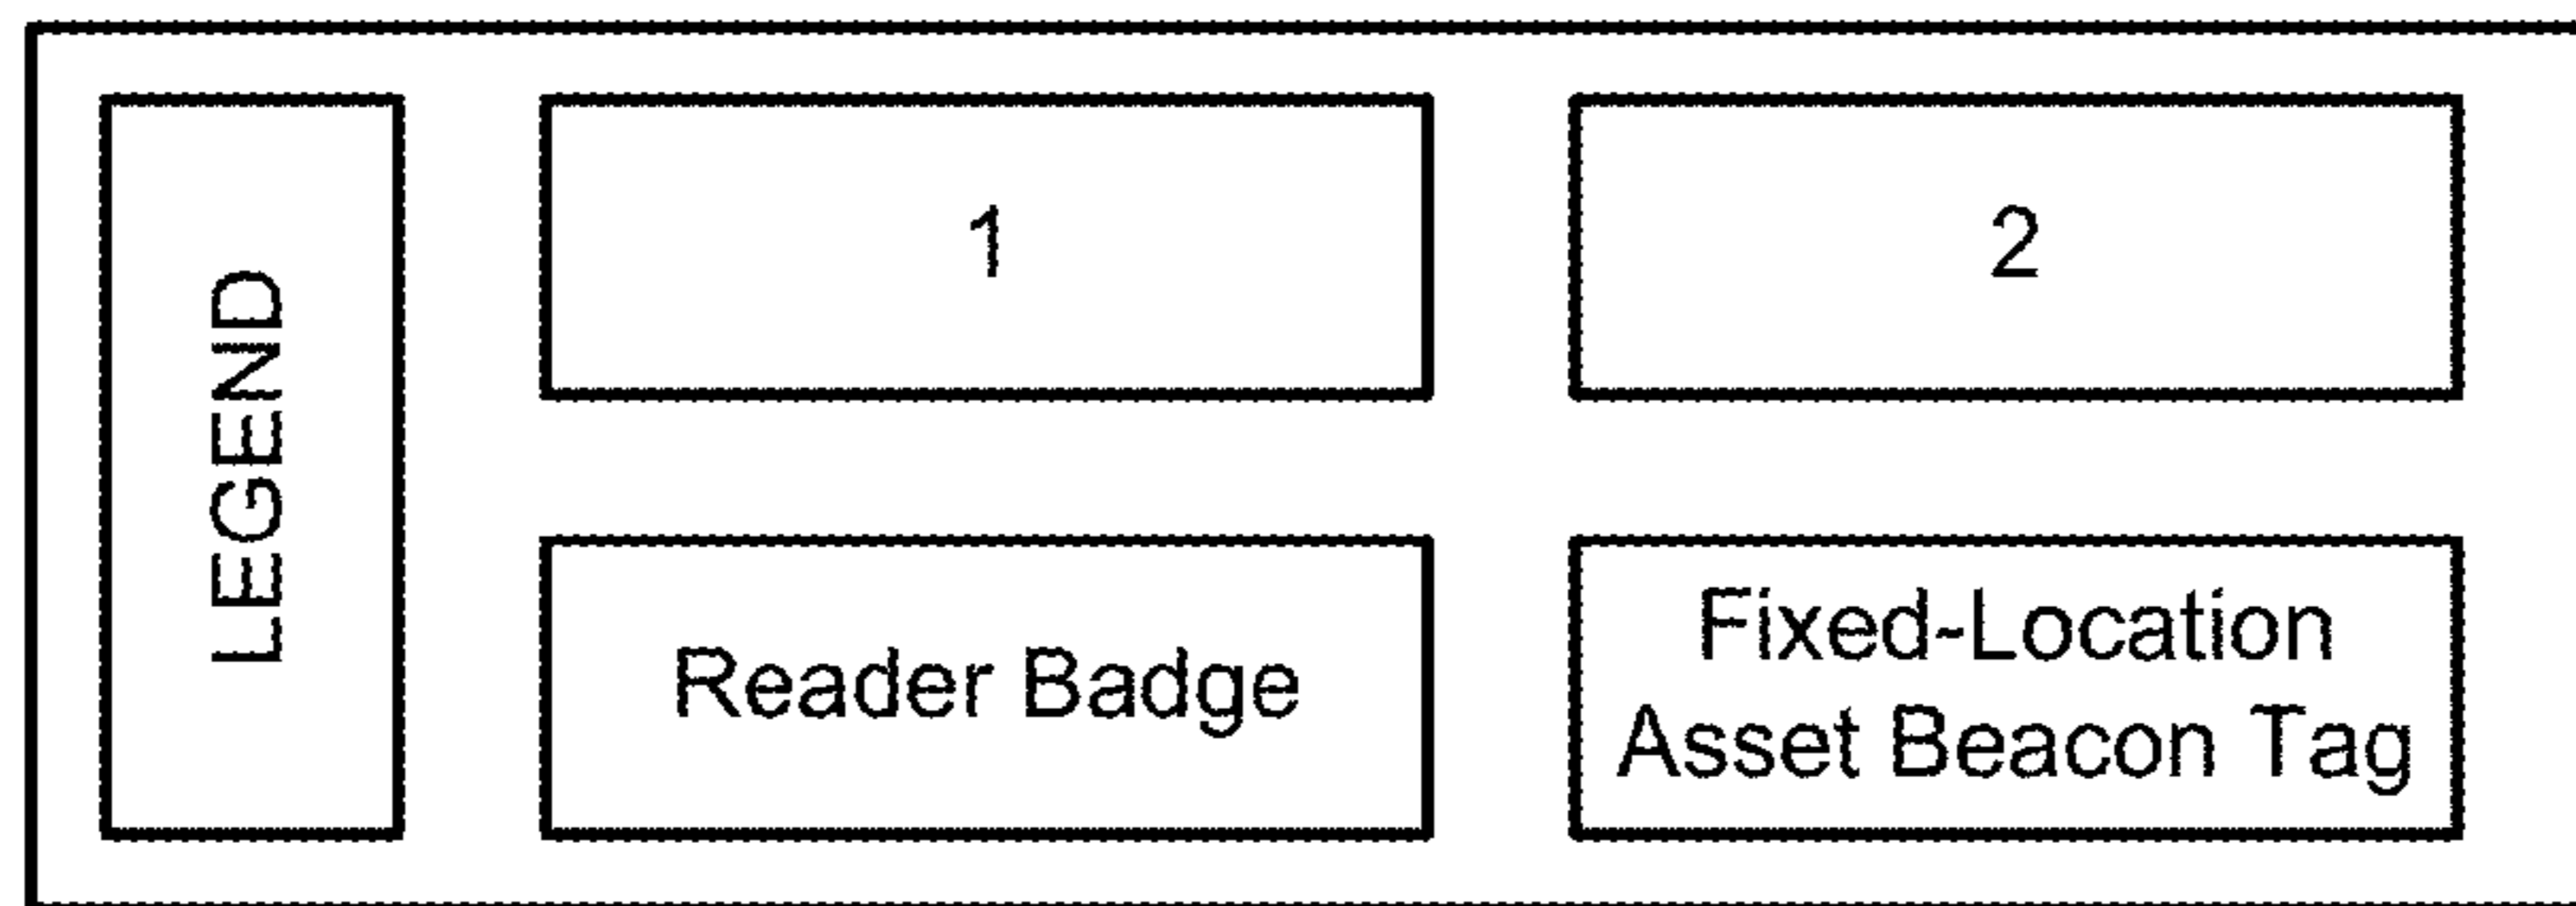 LEGEND
1
2
Reader Badge
Fixed-Location
Asset Beacon Tag